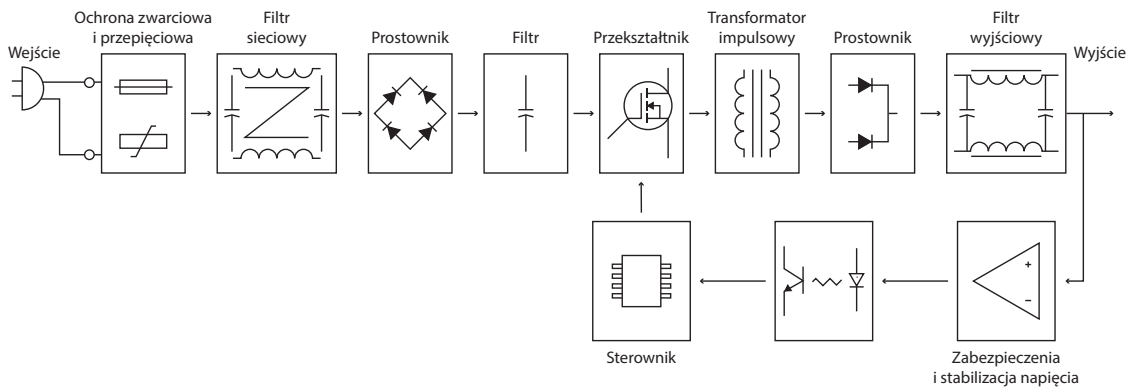 Wejście
Ochrona zwarciowa
i przepięciowa
Filtr
sieciowy
Prostownik
Filtr
Przekształtnik
Transformator
impulsowy
Prostownik
Filtr
wyjściowy
Wyjście
+
−
Sterownik
Zabezpieczenia
i stabilizacja napięcia